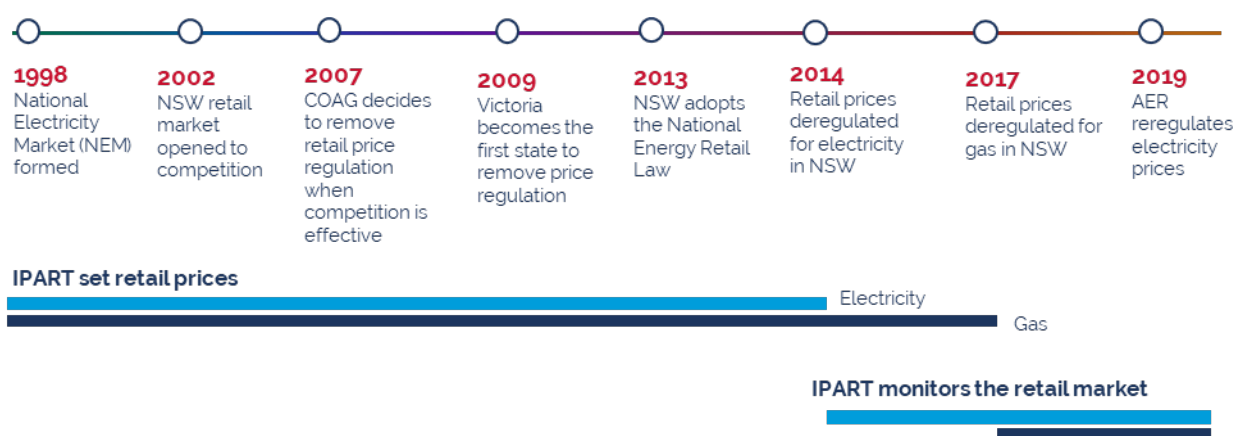 1998
National
Electricity
Market (NEM)
formed
2002
NSW retail
market
opened to
competition
2007
COAG decides
to remove
retail price
regulation
when
competition is
effective
2009
Victoria
becomes the
first state to
remove price
regulation
2013
NSW adopts
the National
Energy Retail
Law
2014
Retail prices
deregulated
for electricity
in NSW
2017
Retail prices
deregulated for
gas in NSW
2019
AER
reregulates
electricity
prices
IPART set retail prices
Electricity
Gas
IPART monitors the retail market